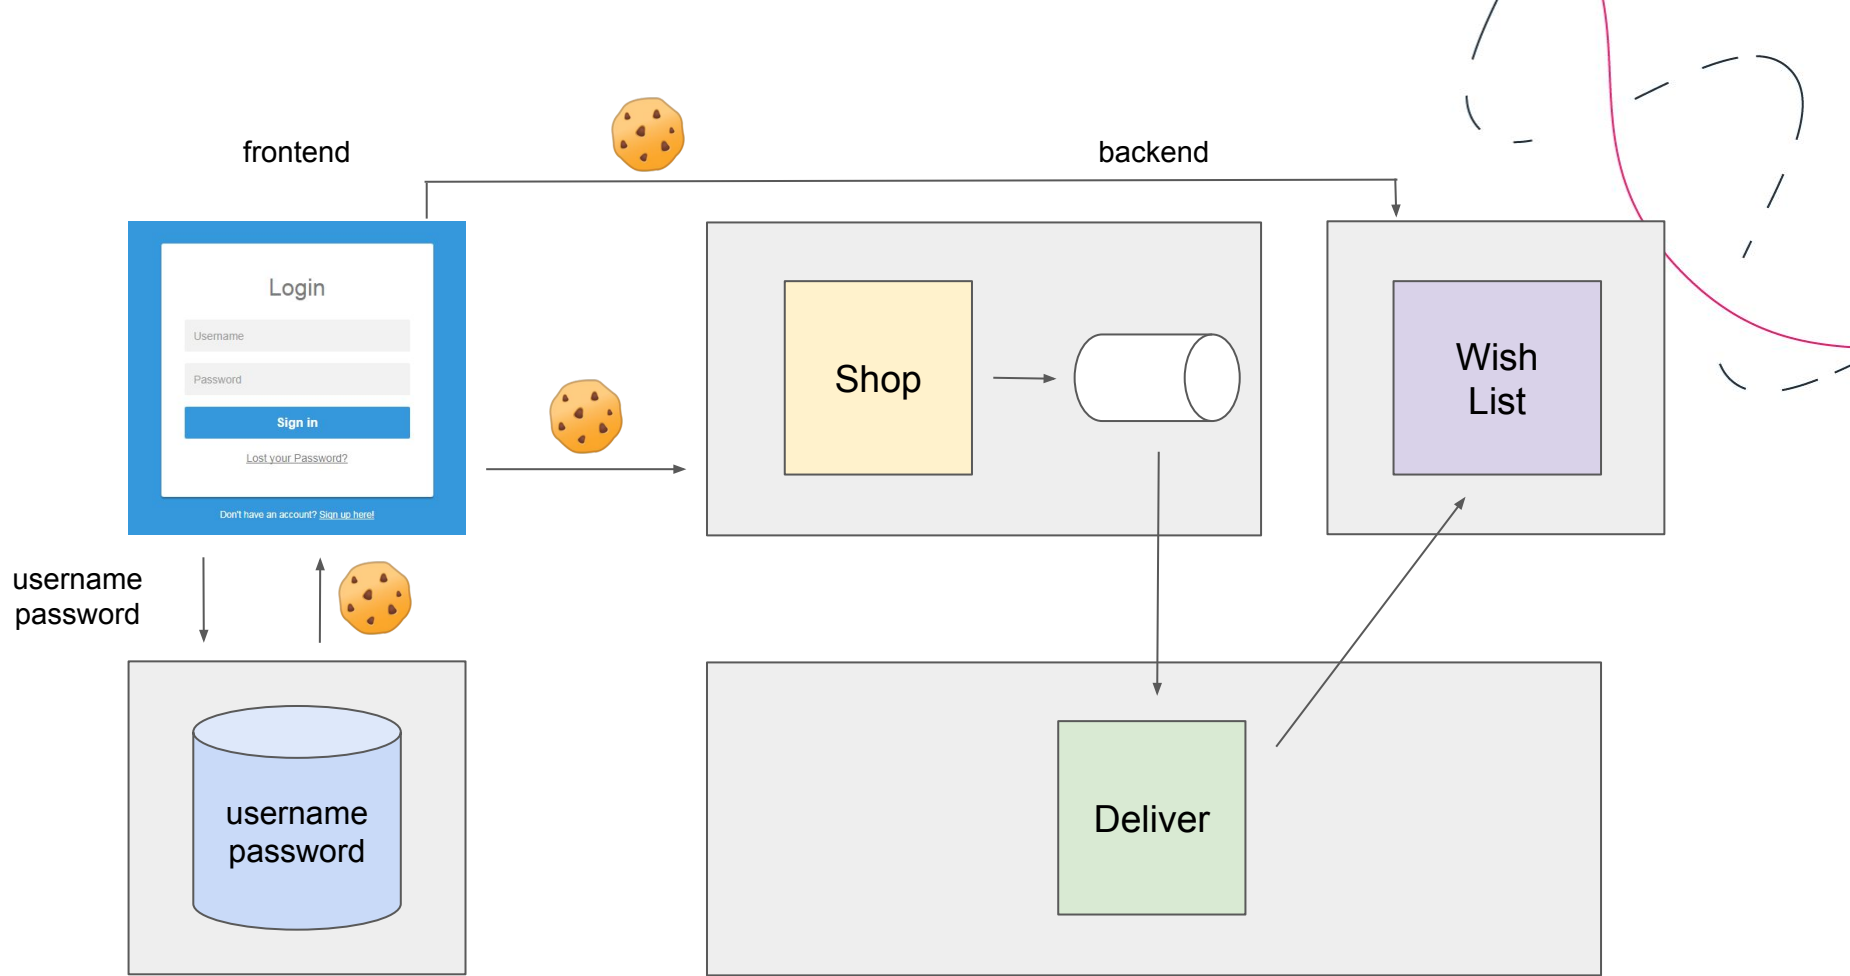 frontend
backend
Login
Username
Password
Sign in
Lost your Password?
Don't have an account? Sign up here!
Shop
Wish
List
username
password
username
password
Deliver